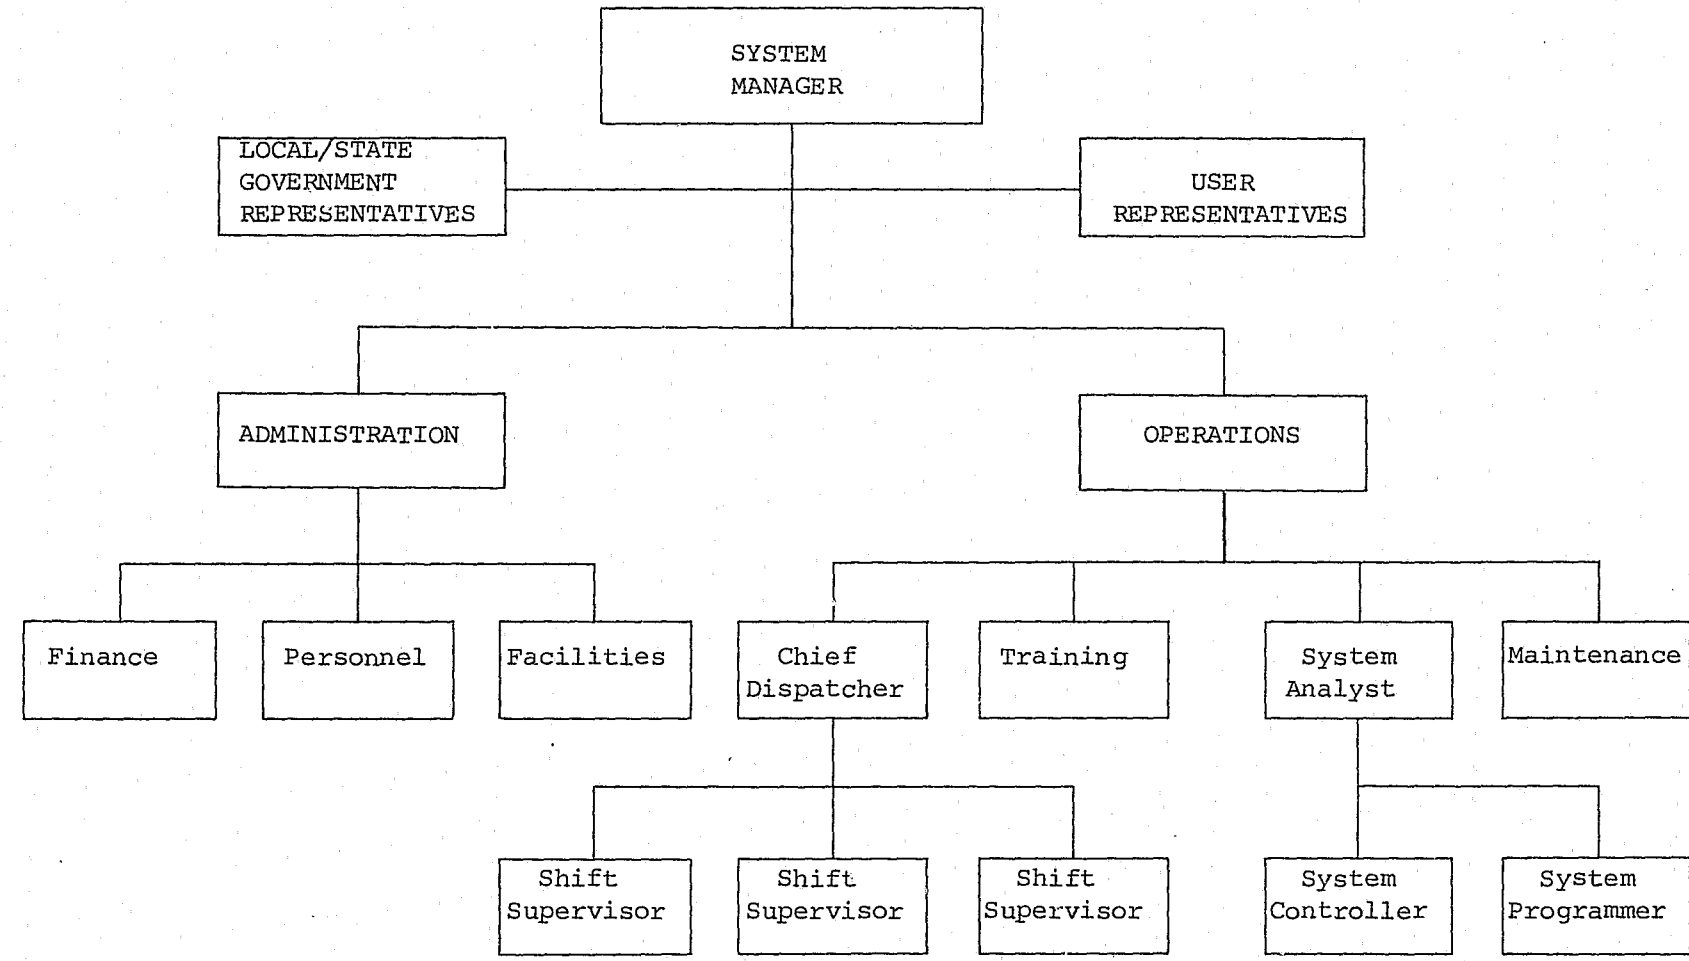 SYSTEM
MANAGER
LOCAL/STATE
GOVERNMENT
REPRESENTATIVES
USER
REPRESENTATIVES
ADMINISTRATION
OPERATIONS
Finance
Personnel
Facilities
Chief
Dispatcher
Training
System
Analyst
Maintenance
Shift
Supervisor
Shift
Supervisor
Shift
Supervisor
System
Controller
System
Programmer